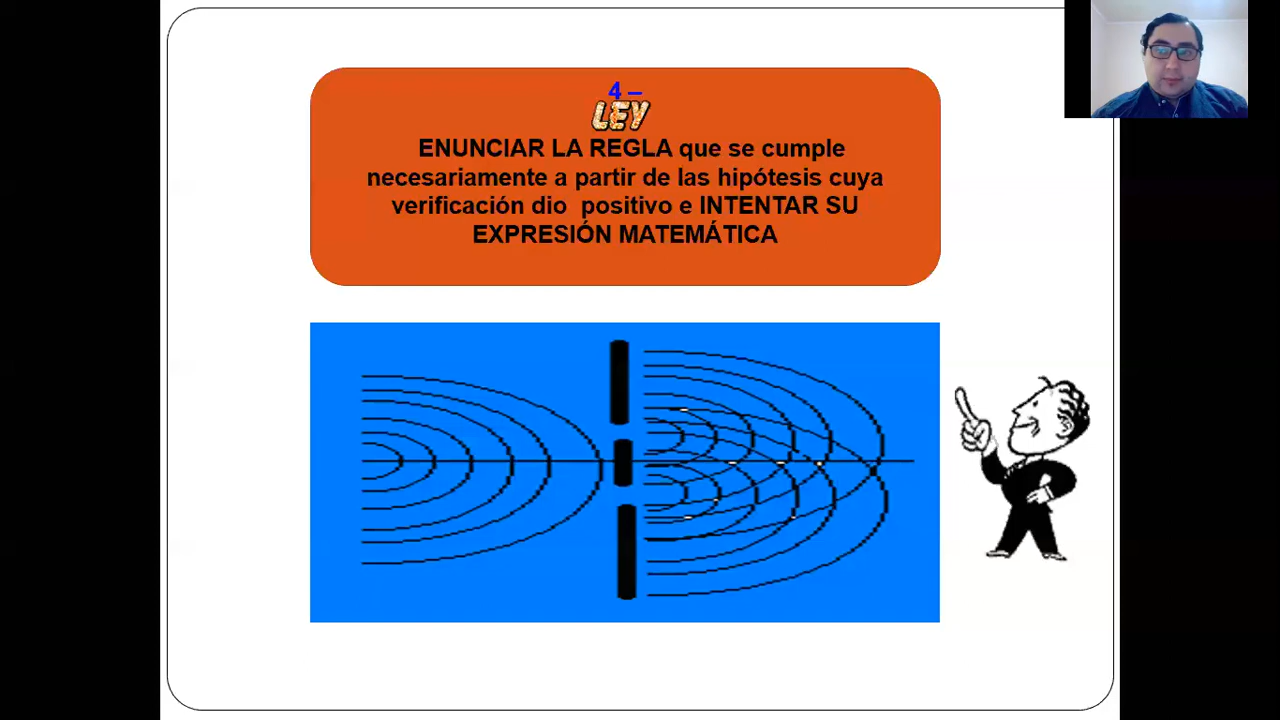 4 –
LEY
ENUNCIAR LA REGLA que se cumple
necesariamente a partir de las hipótesis cuya
verificación dio  positivo e INTENTAR SU
EXPRESIÓN MATEMÁTICA